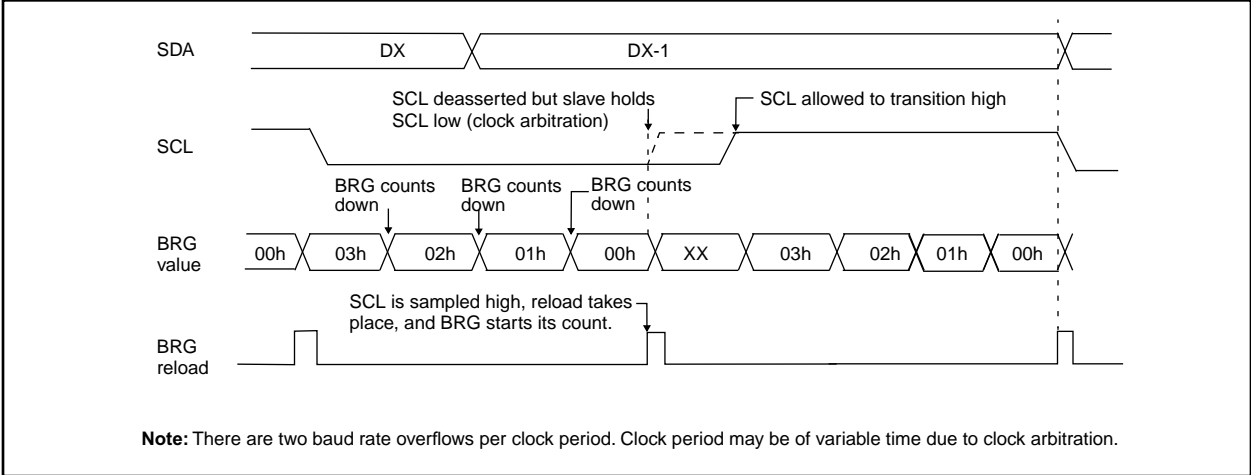 SDA
DX
DX-1
SCL deasserted but slave holds
SCL low (clock arbitration)
SCL allowed to transition high
SCL
BRG counts
down
BRG counts
down
BRG counts
down
BRG
value
00h
03h
02h
01h
00h
XX
03h
02h
01h
00h
SCL is sampled high, reload takes
place, and BRG starts its count.
BRG
reload
Note: There are two baud rate overflows per clock period. Clock period may be of variable time due to clock arbitration.